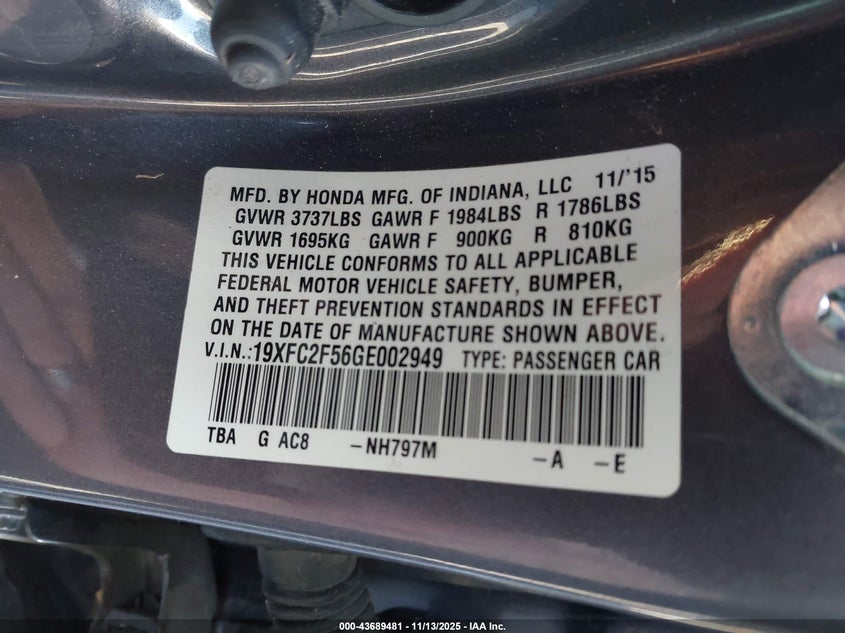 MFD. BY HONDA MFG. OF INDIANA, LLC 11/'15
GVWR 3737LBS GAWR F 1984LBS R 1786LBS
GVWR 1695KG GAWR F 900KG R 810KG
THIS VEHICLE CONFORMS TO ALL APPLICABLE
FEDERAL MOTOR VEHICLE SAFETY, BUMPER,
AND THEFT PREVENTION STANDARDS IN EFFECT
ON THE DATE OF MANUFACTURE SHOWN ABOVE.
V.I.N.:19XFC2F56GE002949 TYPE: PASSENGER CAR
TBA G AC8 -NH797M -A -E
000-43689481 - 11/13/2025 - IAA Inc.